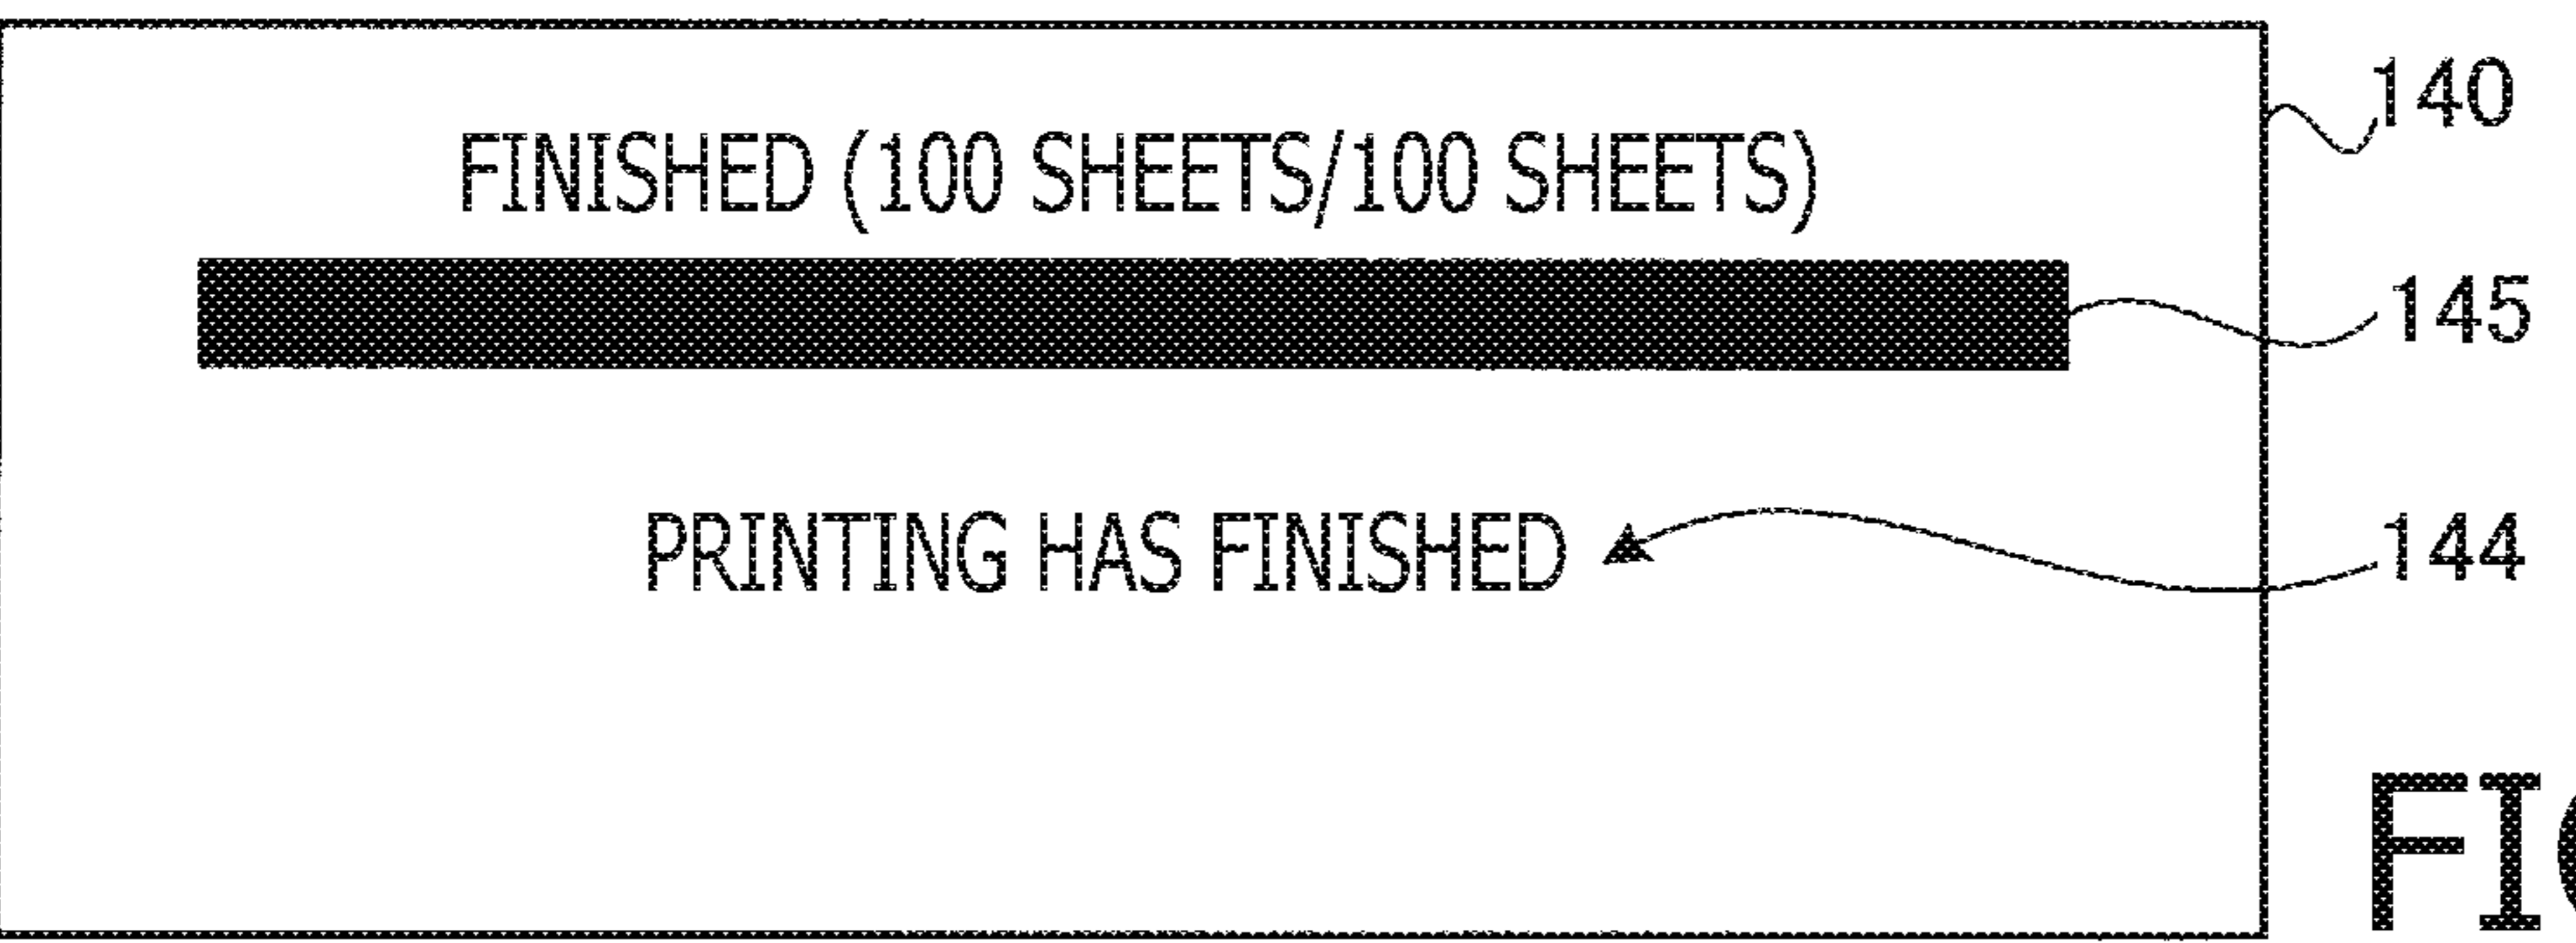 140
FINISHED (100 SHEETS/100 SHEETS)
145
PRINTING HAS FINISHED
144